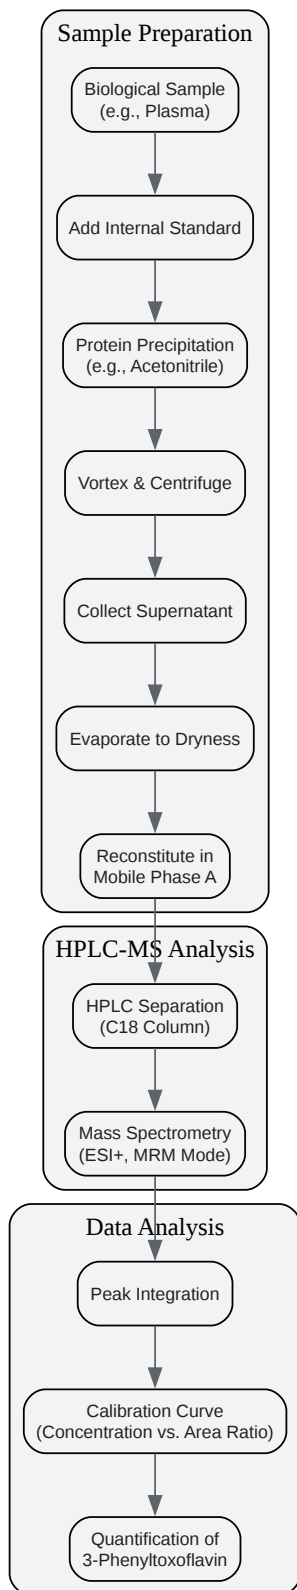 Sample Preparation
Biological Sample
(e.g., Plasma)
Add Internal Standard
Protein Precipitation
(e.g., Acetonitrile)
Vortex & Centrifuge
Collect Supernatant
Evaporate to Dryness
Reconstitute in
Mobile Phase A
HPLC-MS Analysis
HPLC Separation
(C18 Column)
Mass Spectrometry
(ESI+, MRM Mode)
Data Analysis
Peak Integration
Calibration Curve
(Concentration vs. Area Ratio)
Quantification of
3-Phenyltoxoflavin